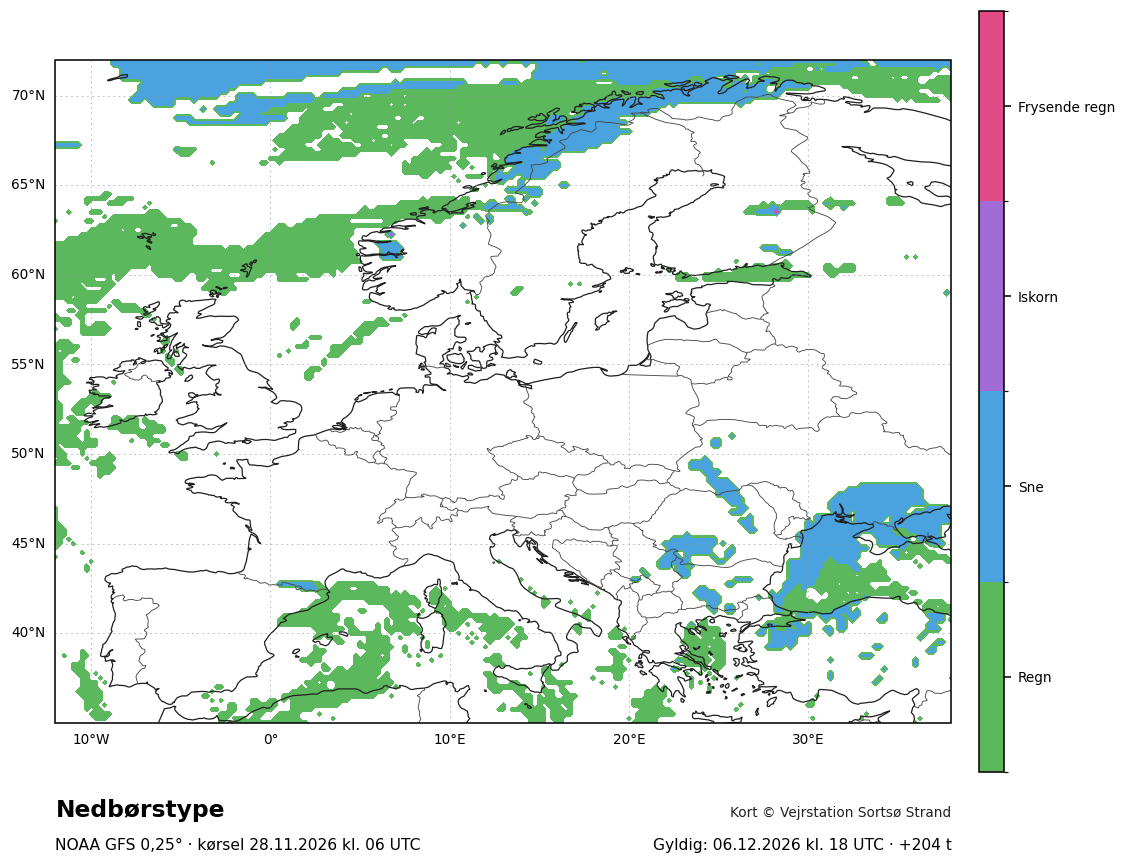 70°N
65°N
60°N
55°N
50°N
45°N
40°N
10°W
0°
10°E
20°E
30°E
Frysende regn
Iskorn
Sne
Regn
Nedbørstype
Kort © Vejrstation Sortsø Strand
NOAA GFS 0,25° · kørsel 28.11.2026 kl. 06 UTC
Gyldig: 06.12.2026 kl. 18 UTC · +204 t